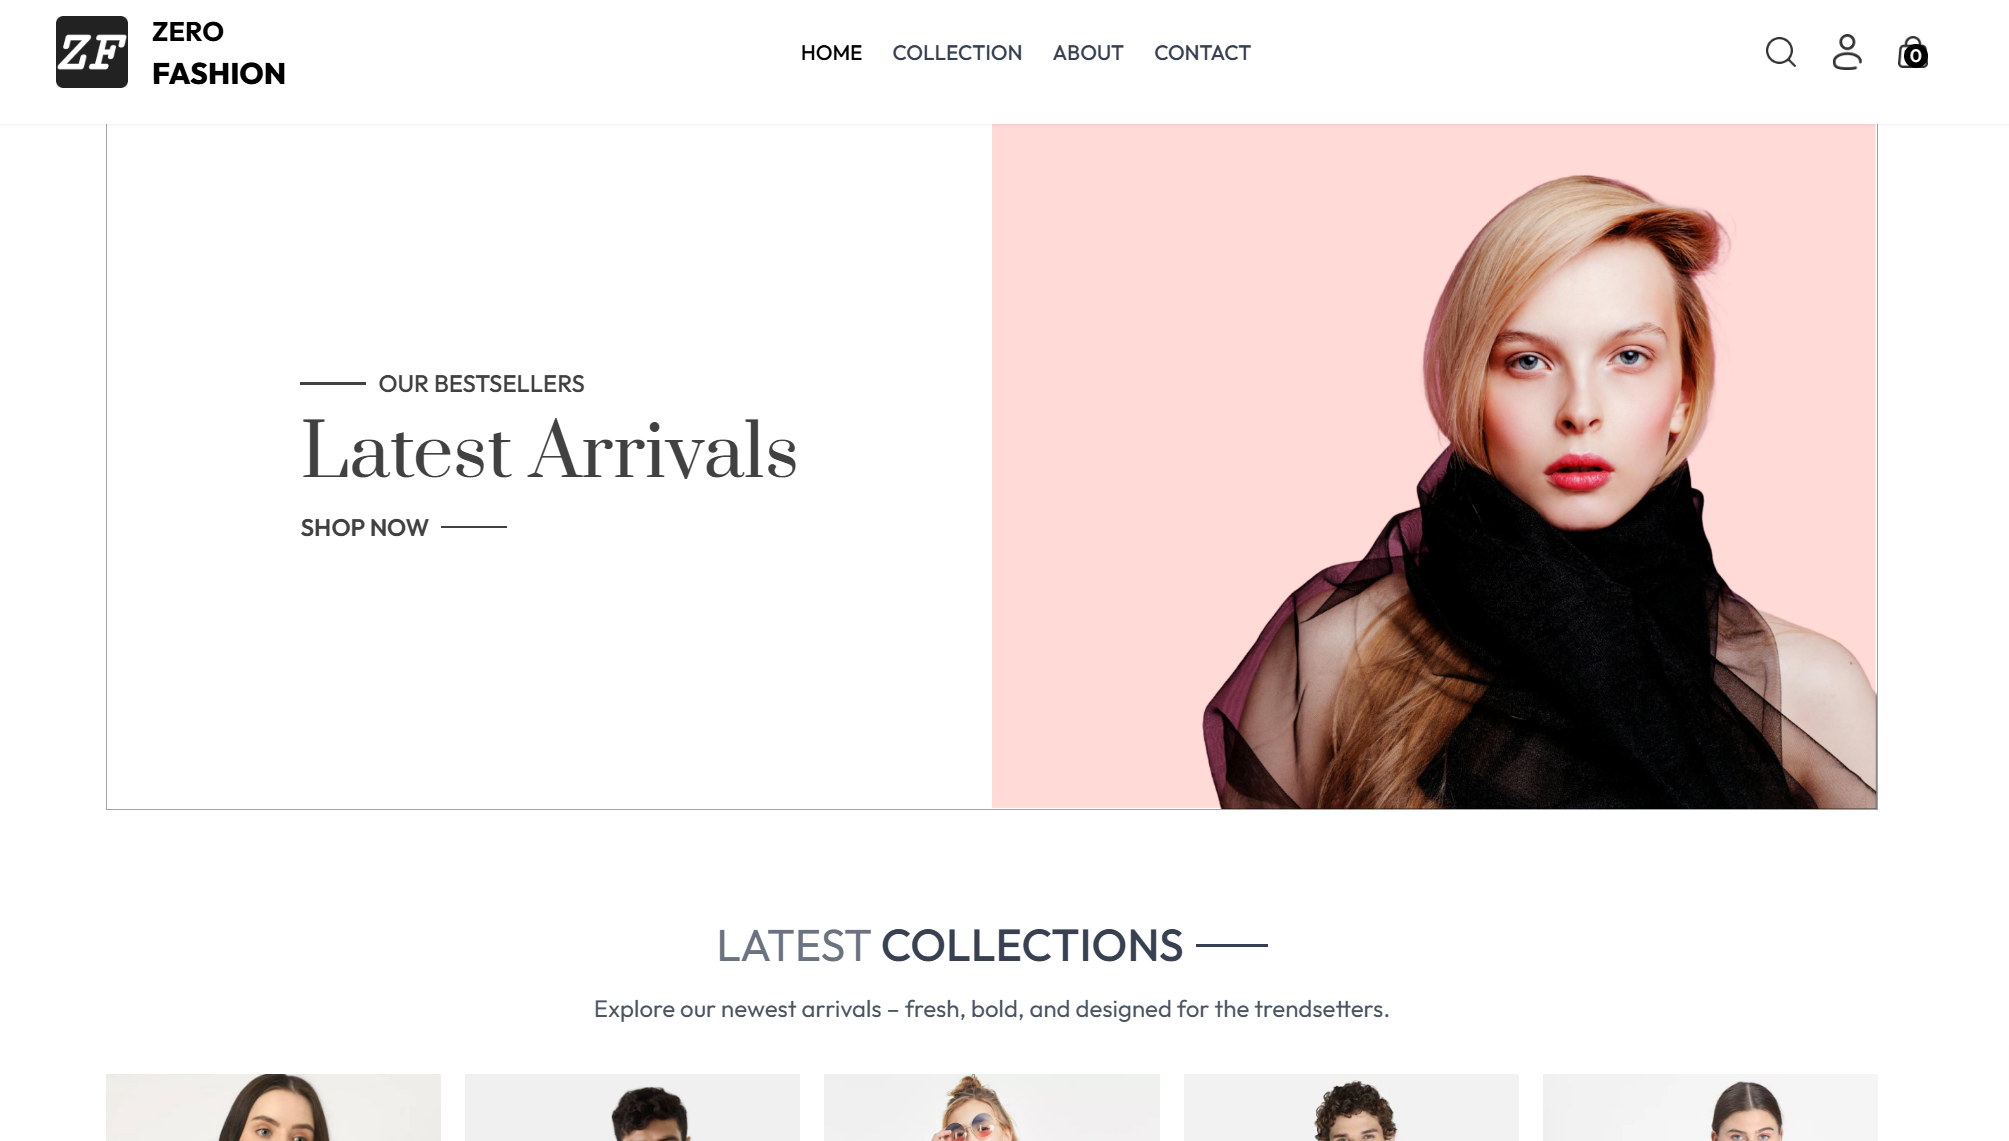 ZF
ZERO
FASHION
HOME COLLECTION ABOUT CONTACT
0
OUR BESTSELLERS
Latest Arrivals
SHOP NOW
LATEST COLLECTIONS
Explore our newest arrivals – fresh, bold, and designed for the trendsetters.